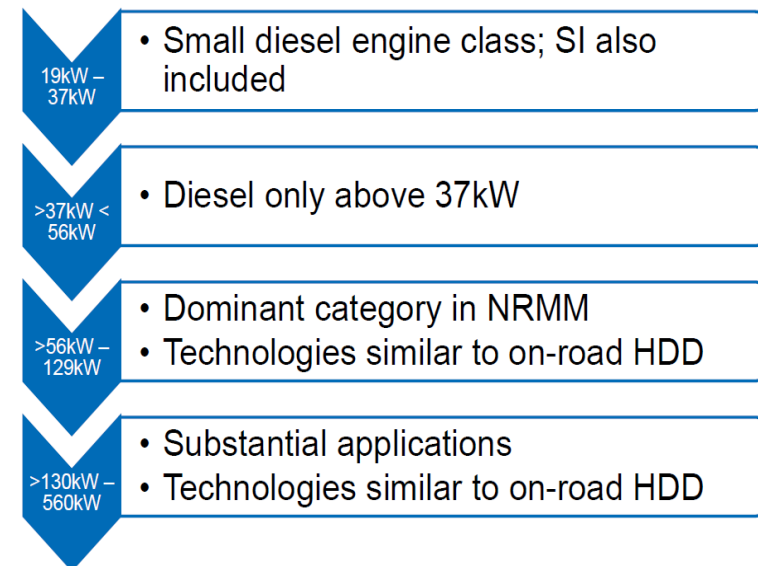 19kW –
37kW
• Small diesel engine class; SI also
included
>37kW <
56kW
• Diesel only above 37kW
>56kW –
129kW
• Dominant category in NRMM
• Technologies similar to on-road HDD
>130kW –
560kW
• Substantial applications
• Technologies similar to on-road HDD